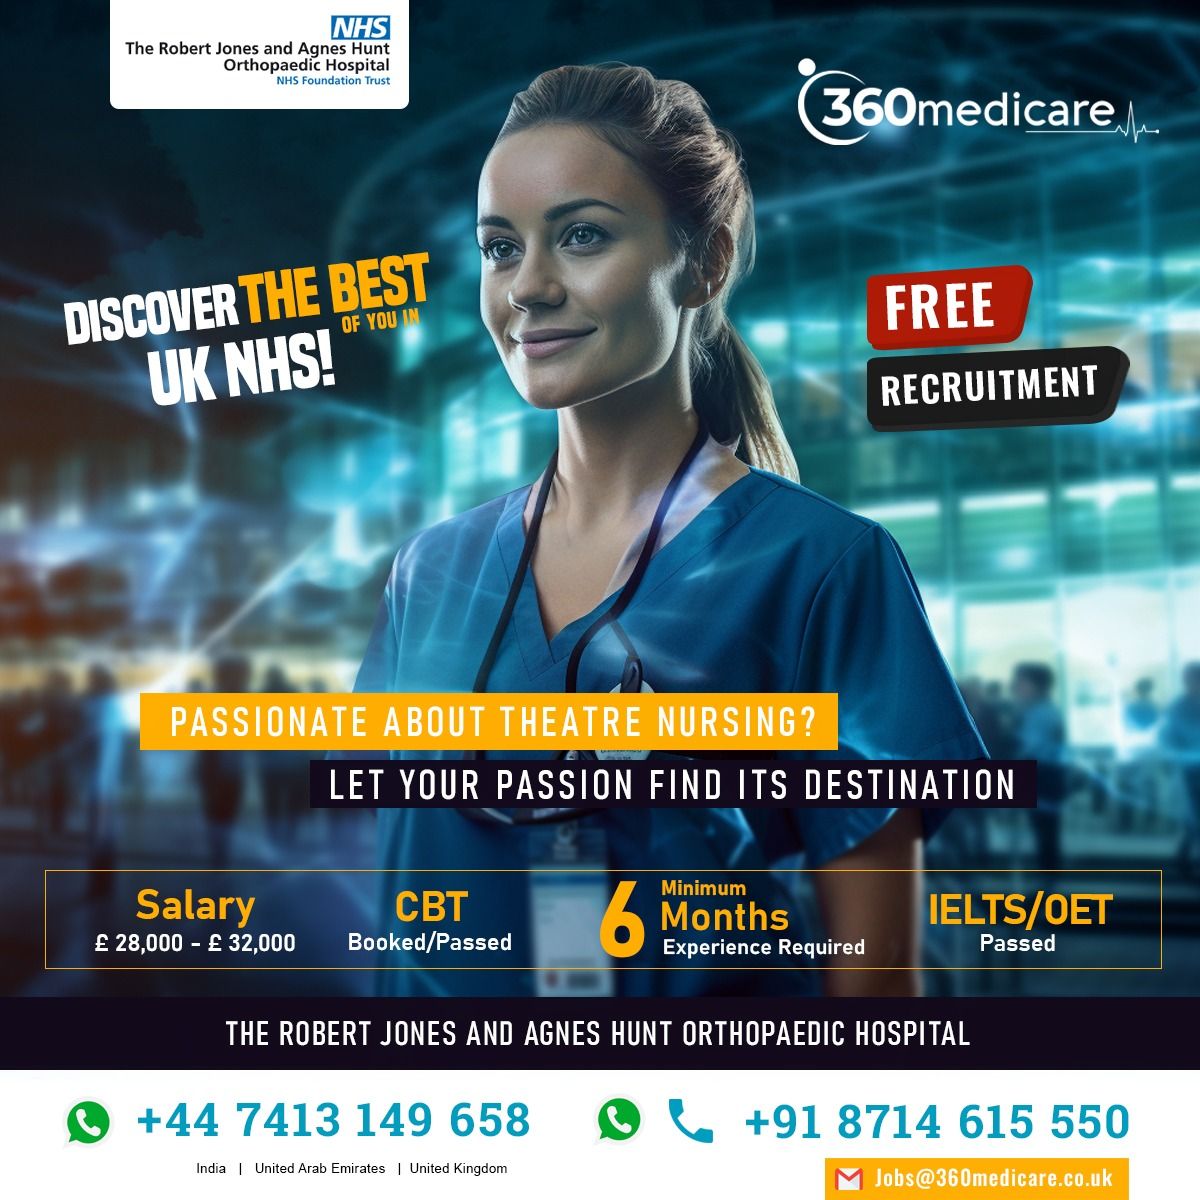 NHS
The Robert Jones and Agnes Hunt
Orthopaedic Hospital
NHS Foundation Trust
360medicare
DISCOVER THE BEST
OF YOU IN
UK NHS!
FREE
RECRUITMENT
PASSIONATE ABOUT THEATRE NURSING?
LET YOUR PASSION FIND ITS DESTINATION
Salary
£ 28,000 - £ 32,000
CBT
Booked/Passed
6 Minimum
Months
Experience Required
IELTS/OET
Passed
THE ROBERT JONES AND AGNES HUNT ORTHOPAEDIC HOSPITAL
+44 7413 149 658
+91 8714 615 550
India | United Arab Emirates | United Kingdom
Jobs@360medicare.co.uk